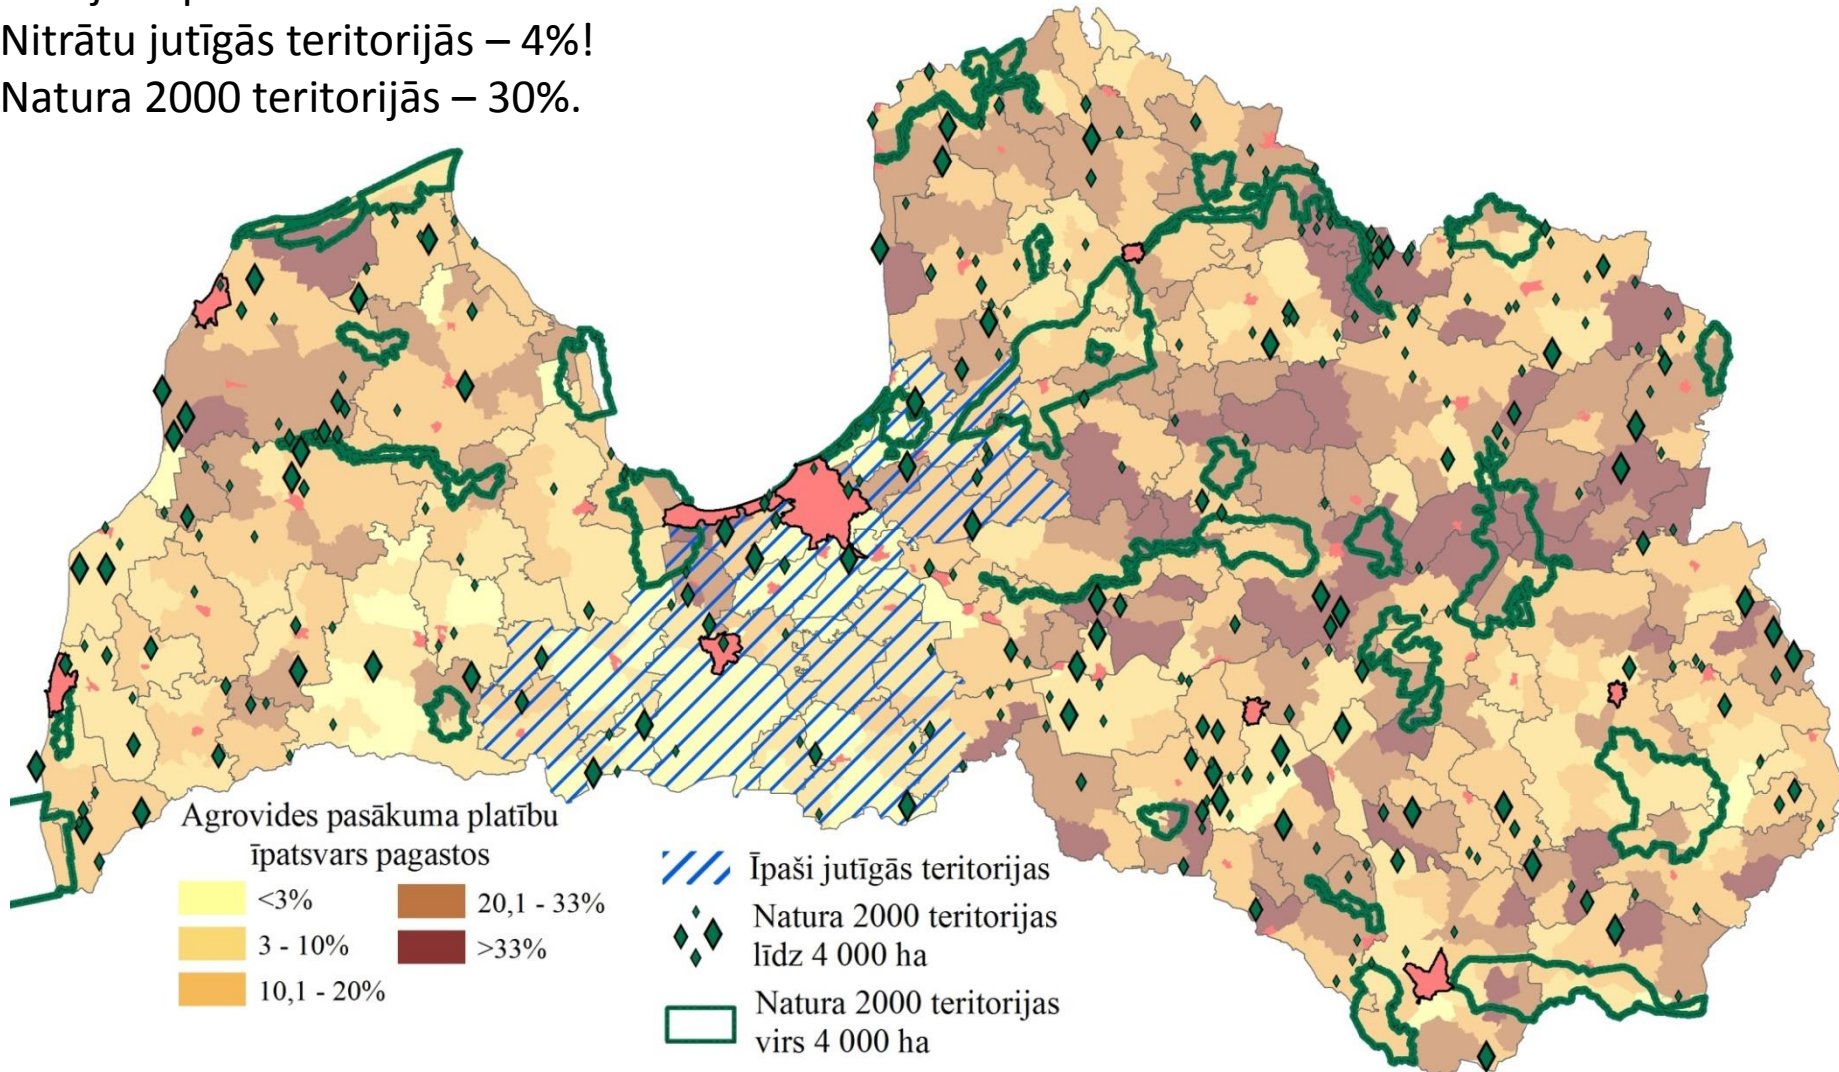 Nitrātu jutīgās teritorijās – 4%!
Natura 2000 teritorijās – 30%.
Agrovides pasākuma platību
īpatsvars pagastos
<3%
3 - 10%
10,1 - 20%
20,1 - 33%
>33%
Īpaši jutīgās teritorijas
Natura 2000 teritorijas
līdz 4 000 ha
Natura 2000 teritorijas
virs 4 000 ha